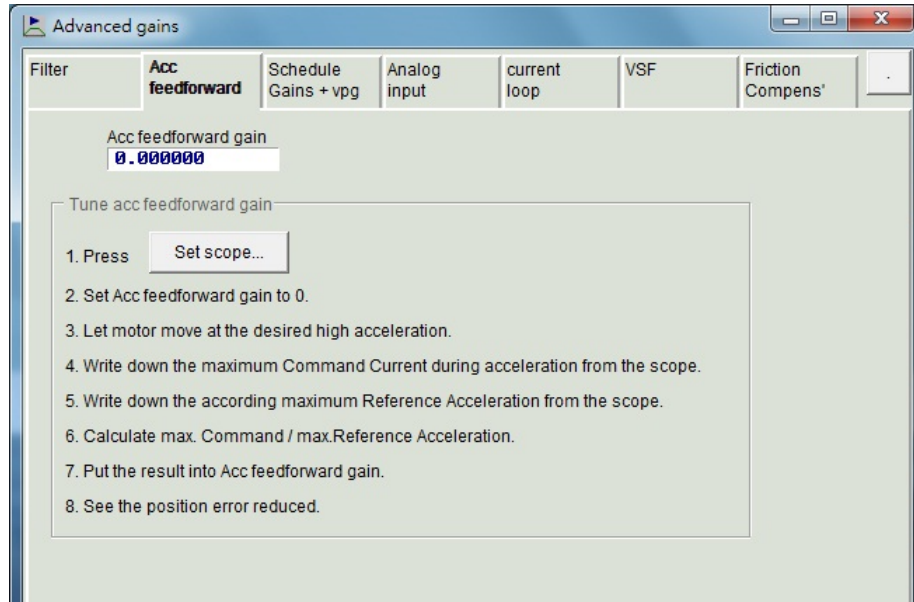 Advanced gains
Filter
Acc feedforward
Schedule Gains + vpg
Analog input
current loop
VSF
Friction Compens'
.
Acc feedforward gain
0.000000
Tune acc feedforward gain
1. Press Set scope...
2. Set Acc feedforward gain to 0.
3. Let motor move at the desired high acceleration.
4. Write down the maximum Command Current during acceleration from the scope.
5. Write down the according maximum Reference Acceleration from the scope.
6. Calculate max. Command / max.Reference Acceleration.
7. Put the result into Acc feedforward gain.
8. See the position error reduced.